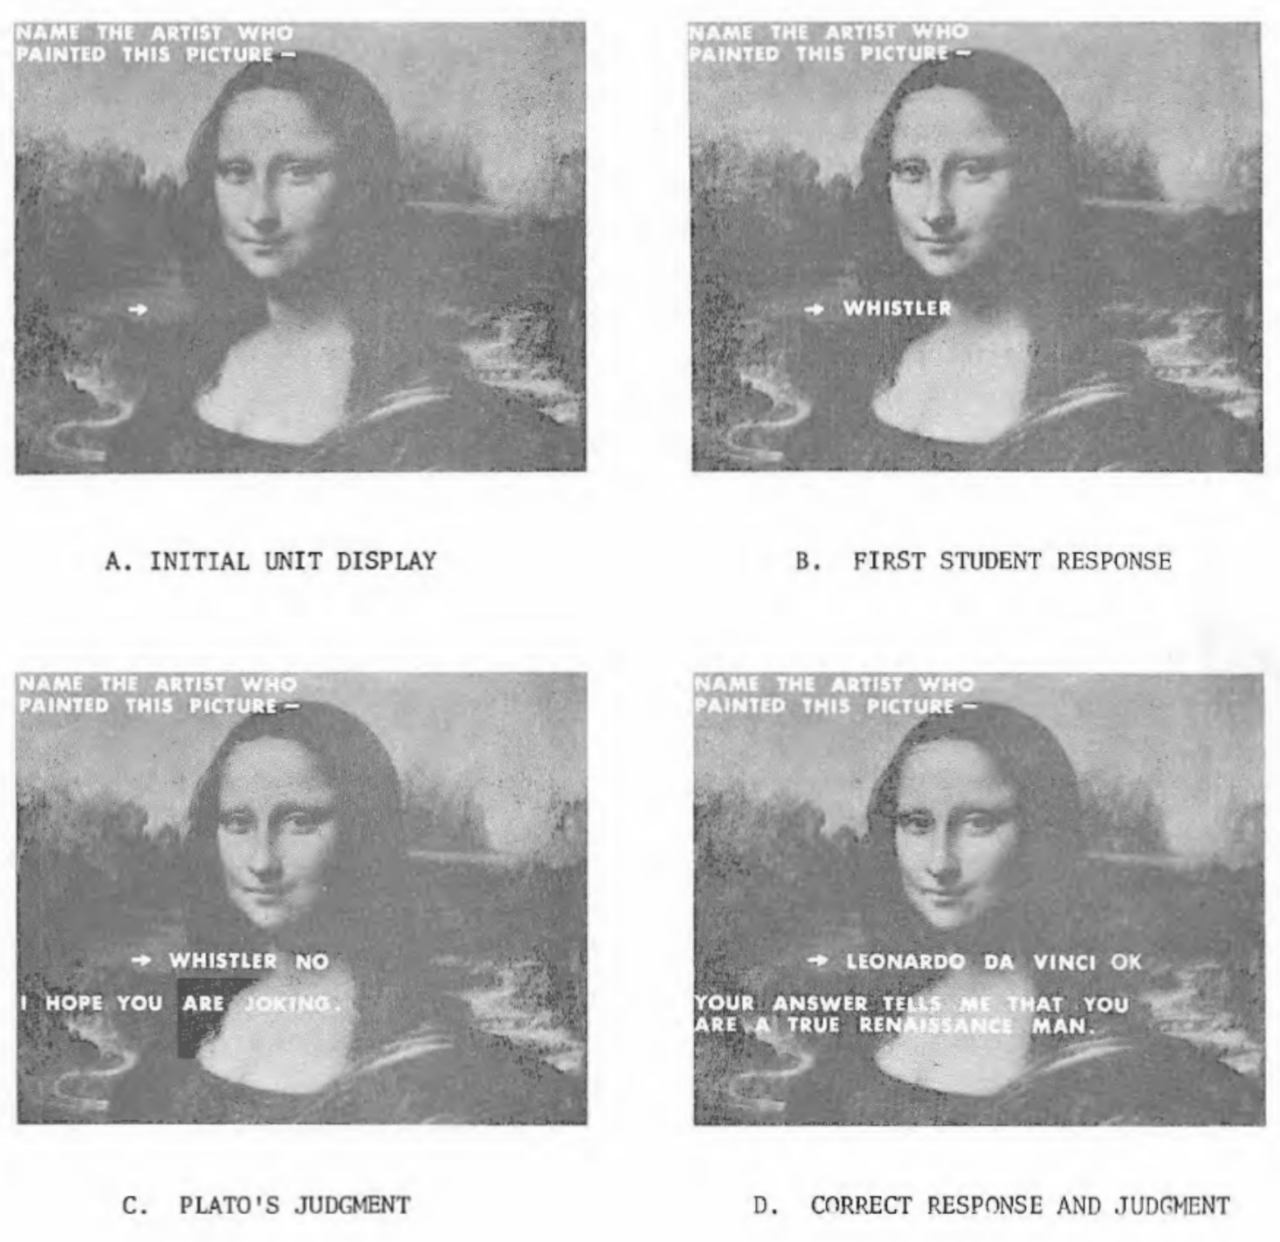 NAME THE ARTIST WHO
PAINTED THIS PICTURE —
→
A. INITIAL UNIT DISPLAY
NAME THE ARTIST WHO
PAINTED THIS PICTURE —
→ WHISTLER
B. FIRST STUDENT RESPONSE
NAME THE ARTIST WHO
PAINTED THIS PICTURE —
→ WHISTLER NO
I HOPE YOU ARE JOKING.
C. PLATO'S JUDGMENT
NAME THE ARTIST WHO
PAINTED THIS PICTURE —
→ LEONARDO DA VINCI OK
YOUR ANSWER TELLS ME THAT YOU
ARE A TRUE RENAISSANCE MAN.
D. CORRECT RESPONSE AND JUDGMENT